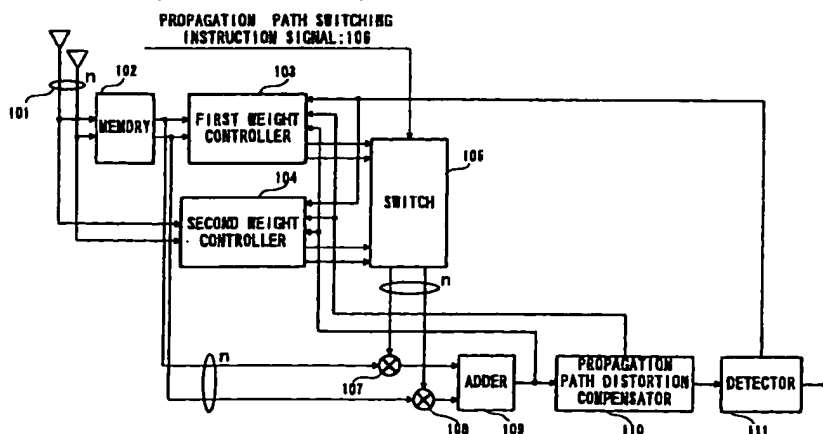 PROPAGATION PATH SWITCHING
INSTRUCTION SIGNAL:106
n
101
102
MEMORY
103
FIRST WEIGHT
CONTROLLER
104
SECOND WEIGHT
CONTROLLER
106
SWITCH
n
n
107
108
ADDER
109
PROPAGATION
PATH DISTORTION
COMPENSATOR
110
DETECTOR
111